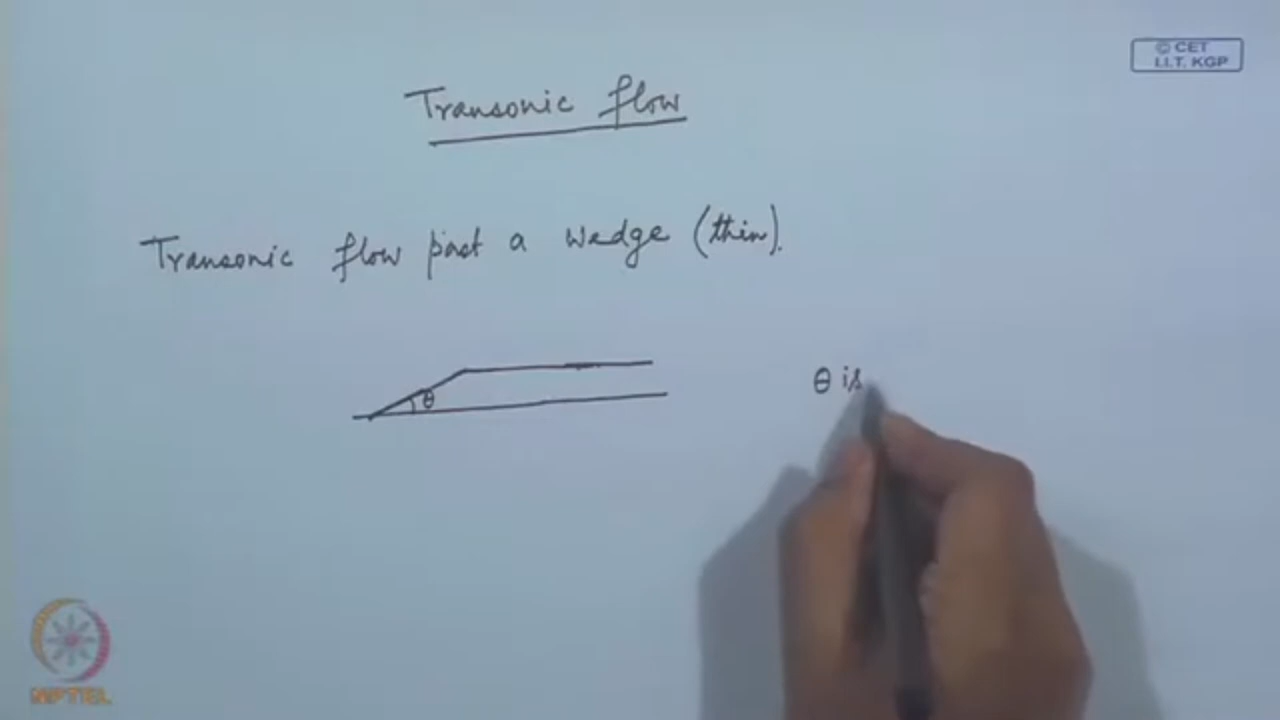 © CET
I.I.T. KGP
Transonic flow
Transonic flow past a wedge (thin).
θ
θ is
NPTEL